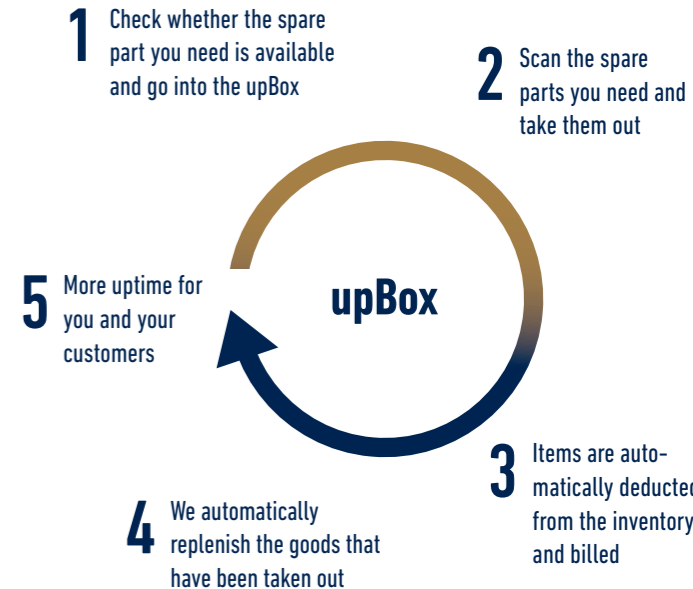 1
Check whether the spare
part you need is available
and go into the upBox
2
Scan the spare
parts you need and
take them out
upBox
5
More uptime for
you and your
customers
3
Items are auto-
matically deducted
from the inventory
and billed
4
We automatically
replenish the goods that
have been taken out